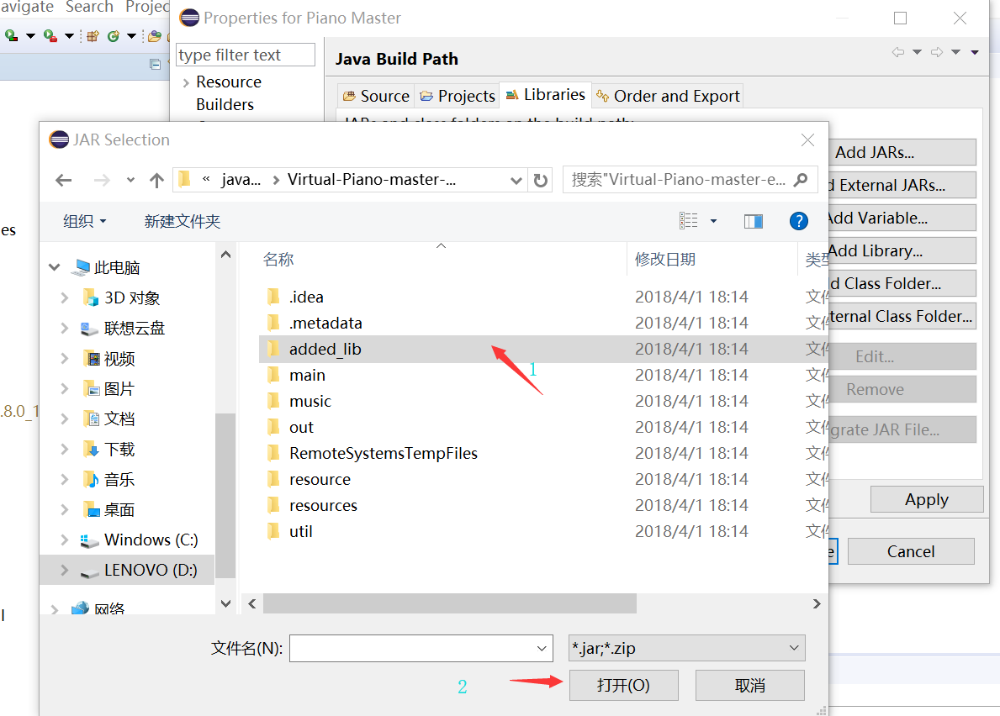 avigate Search Projec
Properties for Piano Master
type filter text
Resource
Builders
Java Build Path
Source
Projects
Libraries
Order and Export
JARs and class folders on the build path:
Add JARs...
d External JARs...
Add Variable...
Add Library...
d Class Folder...
ternal Class Folder...
Edit...
Remove
grate JAR File...
Apply
e
Cancel
es
.8.0_1
l
JAR Selection
« java... > Virtual-Piano-master-...
搜索"Virtual-Piano-master-e...
组织
新建文件夹
?
此电脑
3D 对象
联想云盘
视频
图片
文档
下载
音乐
桌面
Windows (C:)
LENOVO (D:)
网络
名称 修改日期 类型
.idea 2018/4/1 18:14 文件
.metadata 2018/4/1 18:14 文件
added_lib 2018/4/1 18:14 文件
main 2018/4/1 18:14 文件
music 2018/4/1 18:14 文件
out 2018/4/1 18:14 文件
RemoteSystemsTempFiles 2018/4/1 18:14 文件
resource 2018/4/1 18:14 文件
resources 2018/4/1 18:14 文件
util 2018/4/1 18:14 文件
1
文件名(N):
*.jar;*.zip
2
打开(O)
取消